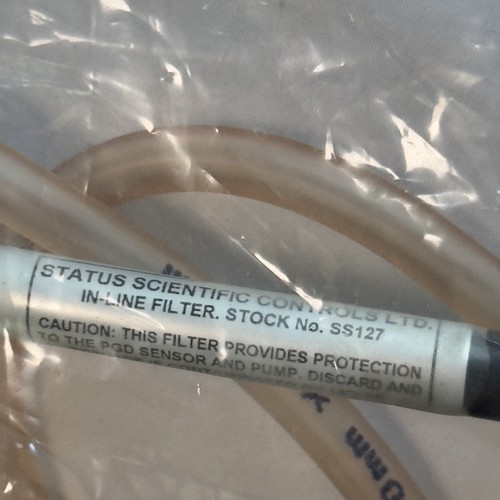 STATUS SCIENTIFIC CONTROLS LTD.
IN-LINE FILTER. STOCK No. SS127
CAUTION: THIS FILTER PROVIDES PROTECTION
TO THE PGD SENSOR AND PUMP. DISCARD AND